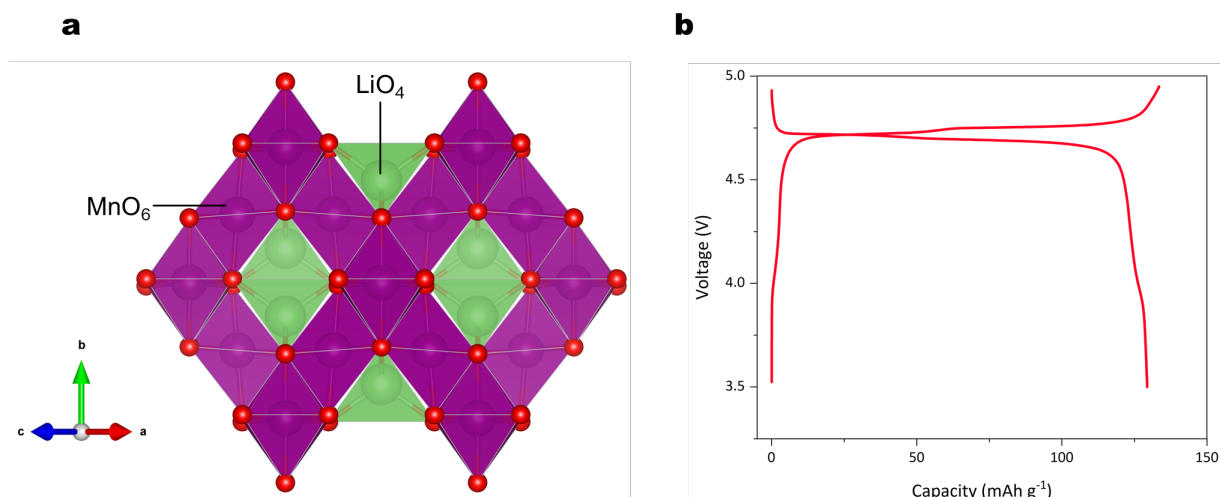 a
LiO₄
MnO₆
b
c
a
b
5.0
4.5
4.0
3.5
Voltage (V)
0
50
100
150
Capacity (mAh g⁻¹)